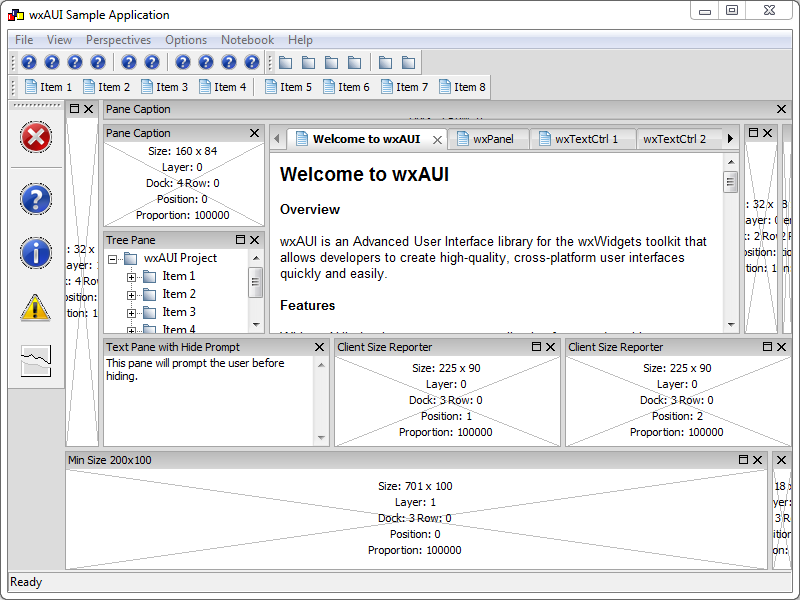 wxAUI Sample Application
File View Perspectives Options Notebook Help
Item 1 Item 2 Item 3 Item 4 Item 5 Item 6 Item 7 Item 8
Pane Caption
Pane Caption
Size: 160 x 84
Layer: 0
Dock: 4 Row: 0
Position: 0
Proportion: 100000
Tree Pane
wxAUI Project
Item 1
Item 2
Item 3
Item 4
Welcome to wxAUI wxPanel wxTextCtrl 1 wxTextCtrl 2
Welcome to wxAUI
Overview
wxAUI is an Advanced User Interface library for the wxWidgets toolkit that
allows developers to create high-quality, cross-platform user interfaces
quickly and easily.
Features
: 32 x
ayer:
: 4 Ro
osition:
tion: 1
: 32 x
ayer: 0
: 2 Ro
osition:
tion: 1
Text Pane with Hide Prompt
This pane will prompt the user before
hiding.
Client Size Reporter
Size: 225 x 90
Layer: 0
Dock: 3 Row: 0
Position: 1
Proportion: 100000
Client Size Reporter
Size: 225 x 90
Layer: 0
Dock: 3 Row: 0
Position: 2
Proportion: 100000
Min Size 200x100
Size: 701 x 100
Layer: 1
Dock: 3 Row: 0
Position: 0
Proportion: 100000
18 x
yer:
3 R
ition
on:
Ready